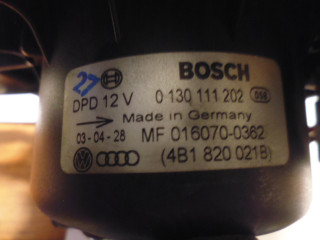 27 BOSCH
DPD 12 V 0 130 111 202
Made in Germany
03-04-28 MF 016070-0362
(4B1 820 021B)